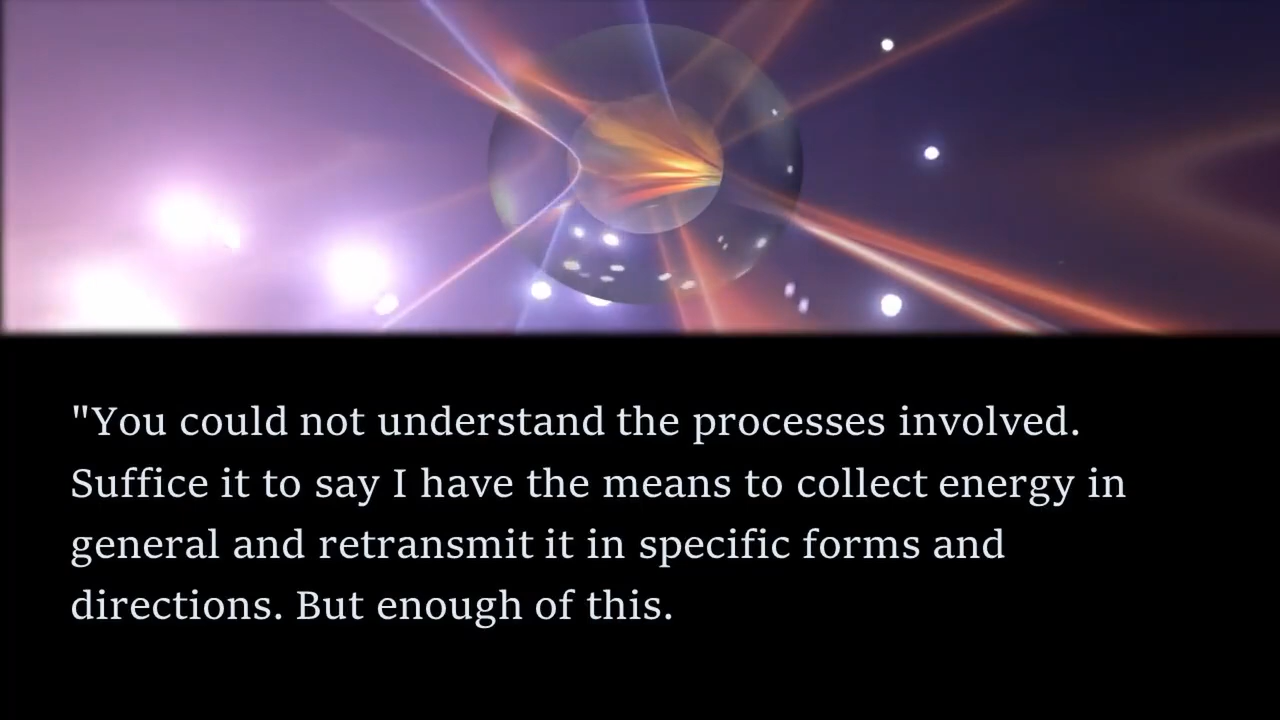 "You could not understand the processes involved.
Suffice it to say I have the means to collect energy in
general and retransmit it in specific forms and
directions. But enough of this.